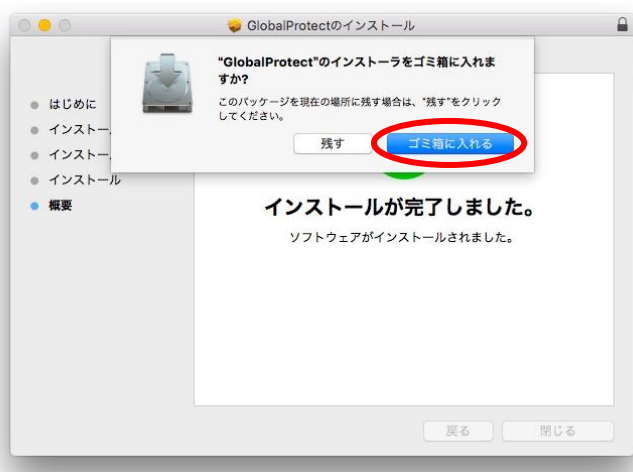 GlobalProtectのインストール
"GlobalProtect"のインストーラをゴミ箱に入れま
すか?
このパッケージを現在の場所に残す場合は、"残す"をクリック
してください。
残す
ゴミ箱に入れる
はじめに
インストー
インストー
インストール
概要
インストールが完了しました。
ソフトウェアがインストールされました。
戻る
閉じる